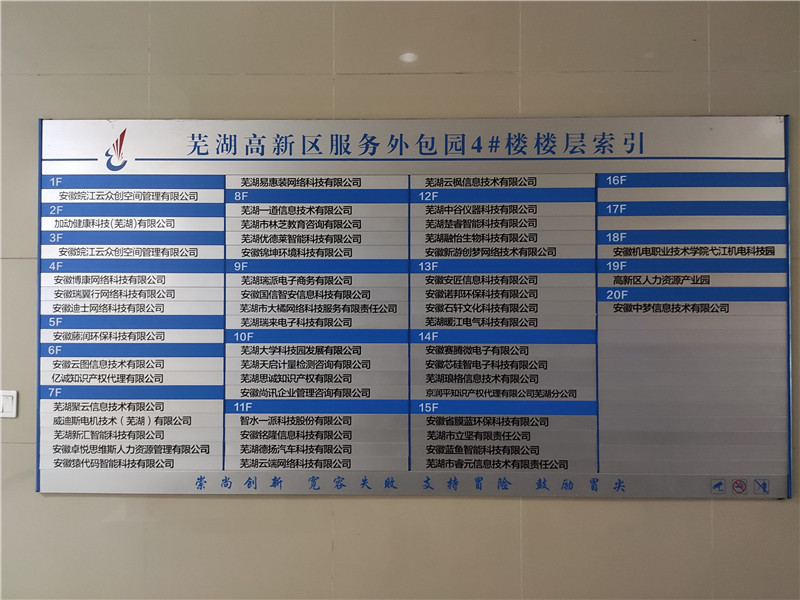 芜湖高新区服务外包园4#楼楼层索引
1F
安徽皖江云众创空间管理有限公司
2F
加动健康科技(芜湖)有限公司
3F
安徽皖江云众创空间管理有限公司
4F
安徽博康网络科技有限公司
安徽瑞翼行网络科技有限公司
安徽迪士网络科技有限公司
5F
安徽藤润环保科技有限公司
6F
安徽云图信息技术有限公司
亿诚知识产权代理有限公司
7F
芜湖聚云信息技术有限公司
威迪斯电机技术（芜湖）有限公司
芜湖新汇智能科技有限公司
安徽卓悦思维斯人力资源管理有限公司
安徽猿代码智能科技有限公司
芜湖易惠装网络科技有限公司
8F
芜湖一道信息技术有限公司
芜湖市林芝教育咨询有限公司
芜湖优德莱智能科技有限公司
安徽锦坤环境科技有限公司
9F
芜湖瑞派电子商务有限公司
安徽国信智安信息科技有限公司
芜湖市大橘网络科技服务有限责任公司
芜湖瑞来电子科技有限公司
10F
芜湖大学科技园发展有限公司
芜湖天启计量检测咨询有限公司
芜湖思诚知识产权有限公司
安徽尚讯企业管理咨询有限公司
11F
智水一派科技股份有限公司
安徽铭隆信息科技有限公司
芜湖德扬汽车科技有限公司
芜湖云端网络科技有限公司
芜湖云枫信息技术有限公司
12F
芜湖中谷仪器科技有限公司
芜湖楚睿智能科技有限公司
芜湖融怡生物科技有限公司
安徽新游创梦网络技术有限公司
13F
安徽安匠信息科技有限公司
安徽诺邦环保科技有限公司
安徽石轩文化科技有限公司
芜湖暖江电气科技有限公司
14F
安徽赛腾微电子有限公司
安徽芯硅智电子科技有限公司
芜湖琅格信息技术有限公司
京润平知识产权代理有限公司芜湖分公司
15F
安徽省膜蓝环保科技有限公司
芜湖市立坚有限责任公司
安徽蓝鱼智能科技有限公司
芜湖市睿元信息技术有限责任公司
16F
17F
18F
安徽机电职业技术学院弋江机电科技园
19F
高新区人力资源产业园
20F
安徽中梦信息技术有限公司
崇尚创新 宽容失败 支持冒险 鼓励冒尖